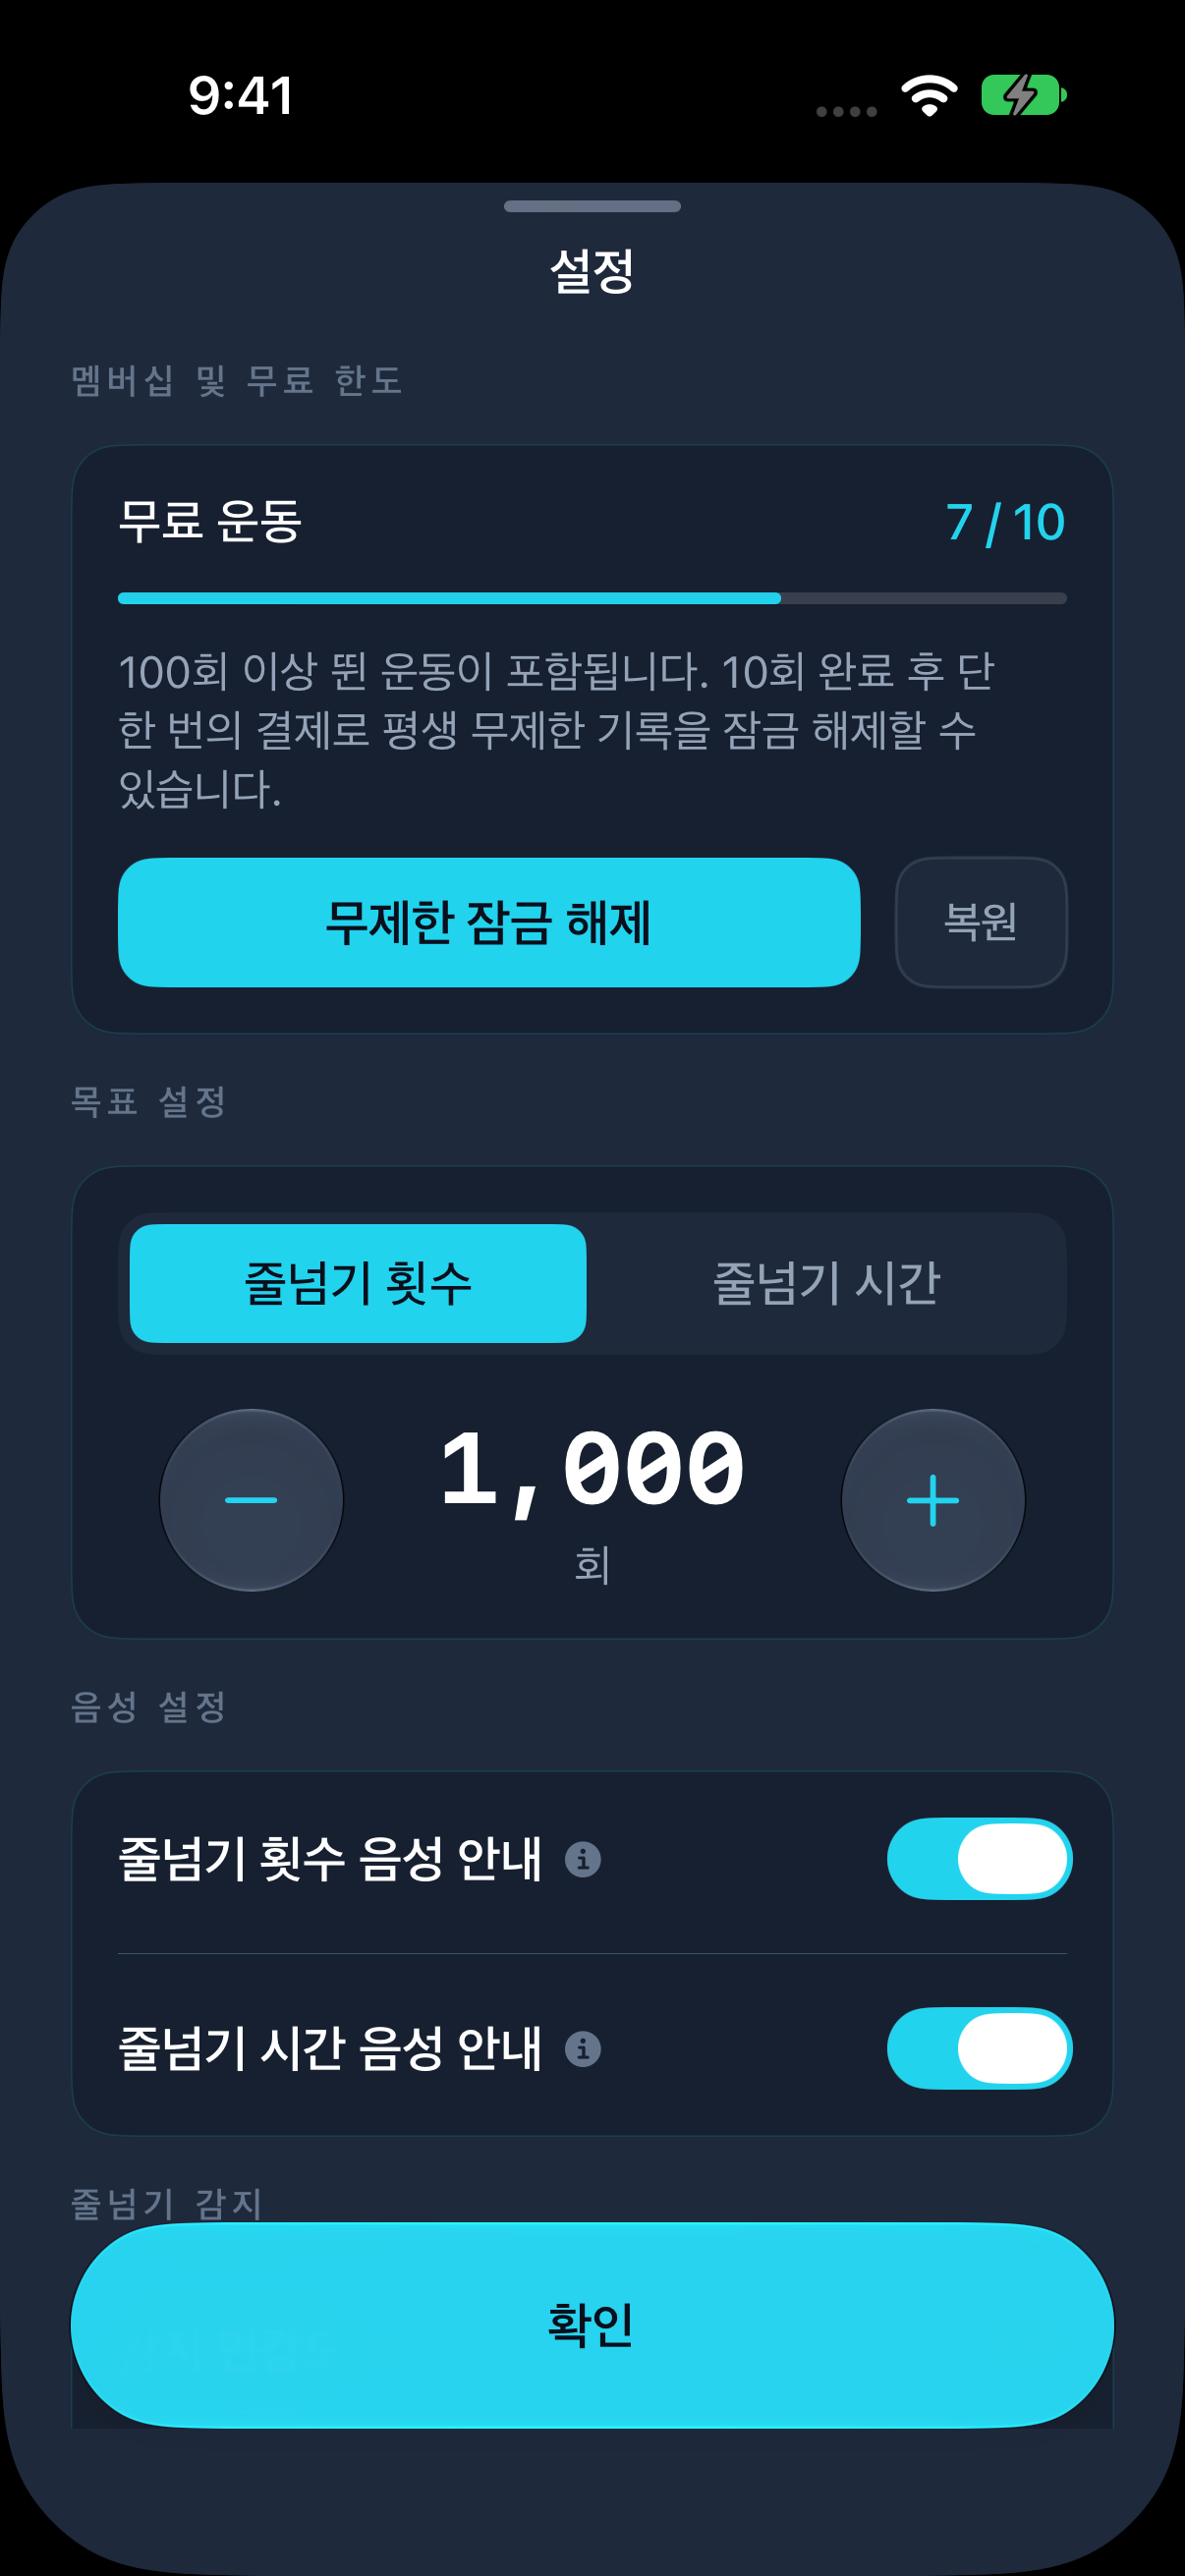 9:41
설정
멤버십 및 무료 한도
무료 운동
7 / 10
100회 이상 뛴 운동이 포함됩니다. 10회 완료 후 단
한 번의 결제로 평생 무제한 기록을 잠금 해제할 수
있습니다.
무제한 잠금 해제
복원
목표 설정
줄넘기 횟수
줄넘기 시간
1,000
회
음성 설정
줄넘기 횟수 음성 안내
줄넘기 시간 음성 안내
줄넘기 감지
확인